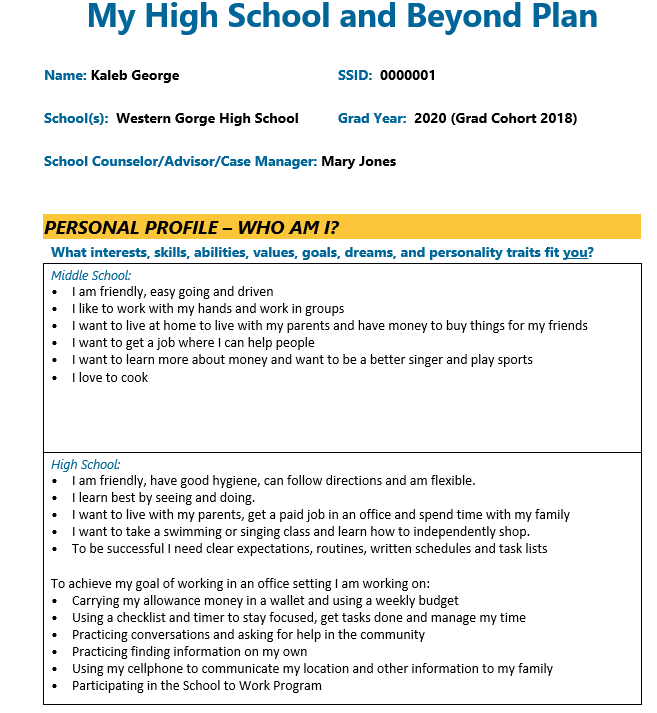 My High School and Beyond Plan
Name: Kaleb George SSID: 0000001
School(s): Western Gorge High School Grad Year: 2020 (Grad Cohort 2018)
School Counselor/Advisor/Case Manager: Mary Jones
PERSONAL PROFILE – WHO AM I?
What interests, skills, abilities, values, goals, dreams, and personality traits fit you?
Middle School:
• I am friendly, easy going and driven
• I like to work with my hands and work in groups
• I want to live at home to live with my parents and have money to buy things for my friends
• I want to get a job where I can help people
• I want to learn more about money and want to be a better singer and play sports
• I love to cook
High School:
• I am friendly, have good hygiene, can follow directions and am flexible.
• I learn best by seeing and doing.
• I want to live with my parents, get a paid job in an office and spend time with my family
• I want to take a swimming or singing class and learn how to independently shop.
• To be successful I need clear expectations, routines, written schedules and task lists
To achieve my goal of working in an office setting I am working on:
• Carrying my allowance money in a wallet and using a weekly budget
• Using a checklist and timer to stay focused, get tasks done and manage my time
• Practicing conversations and asking for help in the community
• Practicing finding information on my own
• Using my cellphone to communicate my location and other information to my family
• Participating in the School to Work Program